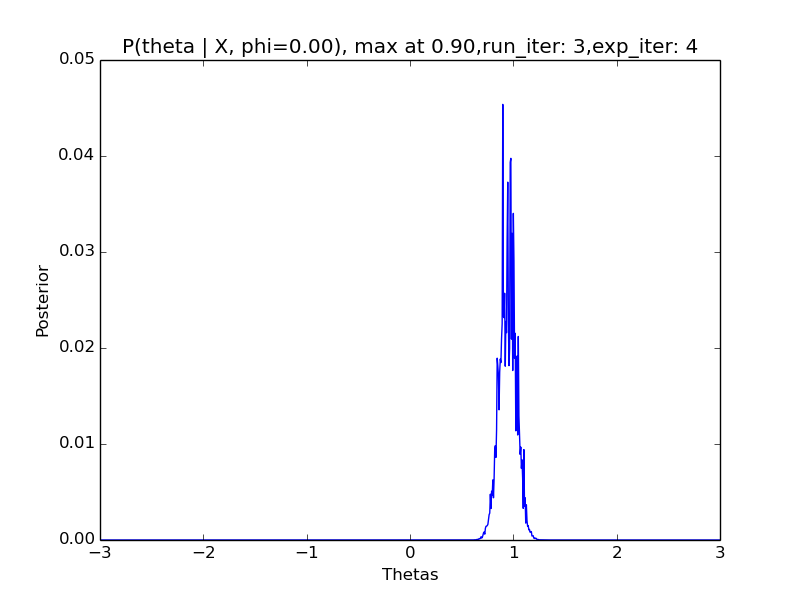 P(theta | X, phi=0.00), max at 0.90,run_iter: 3,exp_iter: 4
0.05
0.04
0.03
0.02
0.01
0.00
Posterior
−3 −2 −1 0 1 2 3
Thetas